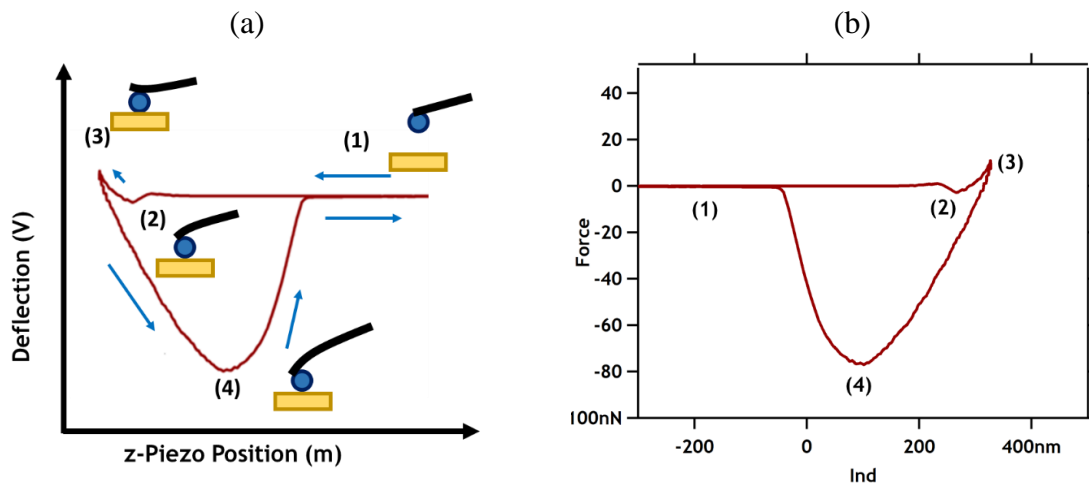 (a)
(3)
(1)
(2)
(4)
Deflection (V)
z-Piezo Position (m)
(b)
40
20
0
-20
-40
-60
-80
100nN
Force
(1)
(2)
(3)
(4)
-200
0
200
400nm
Ind